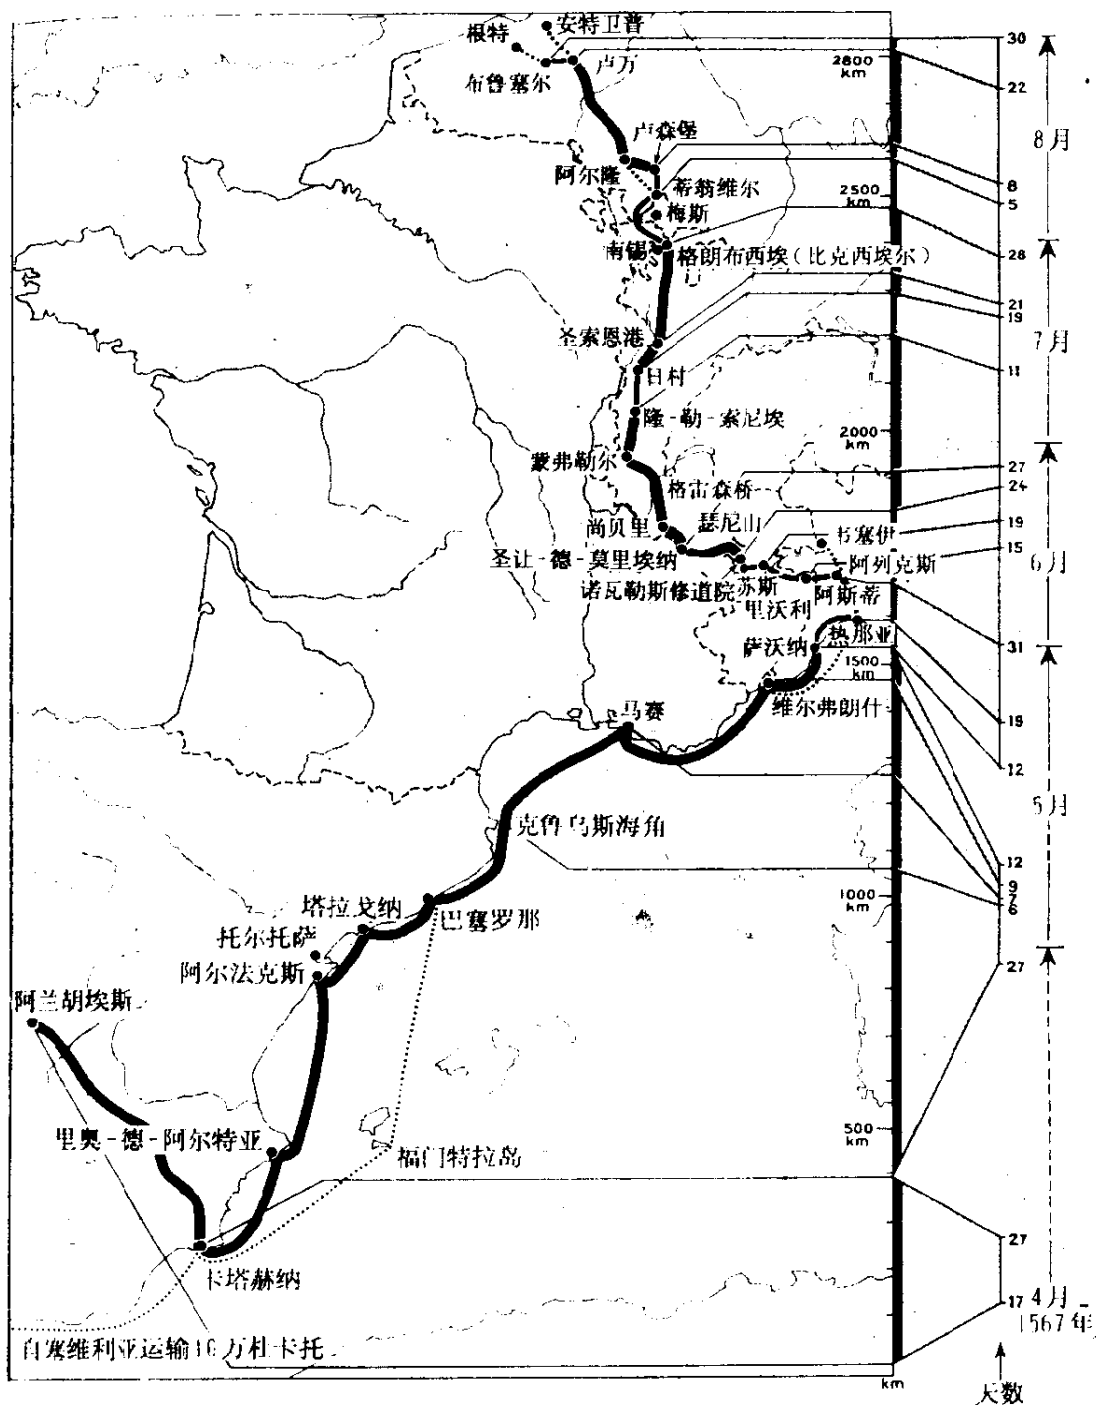 安特卫普
根特
30
2800
km
布鲁塞尔
卢万
22
8月
卢森堡
阿尔隆
8
蒂翁维尔
2500
km
5
梅斯
南锡
格朗布西埃(比克西埃尔)
28
21
19
圣索恩港
7月
日村
11
隆-勒-索尼埃
2000
km
蒙弗勒尔
27
格雷森桥
24
尚贝里
瑟尼山
韦塞伊
19
圣让-德-莫里埃纳
15
阿列克斯
6月
诺瓦勒斯修道院
苏斯
阿斯蒂
里沃利
萨沃纳
热那亚
31
1500
km
维尔弗朗什
19
马赛
12
5月
克鲁乌斯海角
12
9
7
6
1000
km
塔拉戈纳
巴塞罗那
托尔托萨
阿尔法克斯
27
阿兰胡埃斯
500
km
里奥-德-阿尔特亚
福门特拉岛
27
卡塔赫纳
17
4月
1567年
自塞维利亚运输10万杜卡托
km
天数